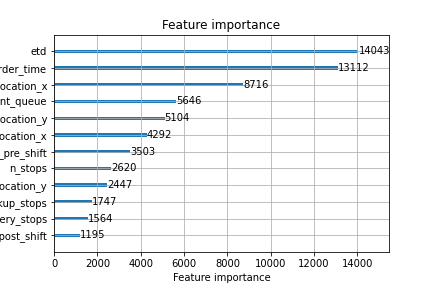 Feature importance
etd 14043
rder_time 13112
ocation_x 8716
nt_queue 5646
ocation_y 5104
ocation_x 4292
_pre_shift 3503
n_stops 2620
ocation_y 2447
kup_stops 1747
ery_stops 1564
post_shift 1195
0 2000 4000 6000 8000 10000 12000 14000
Feature importance